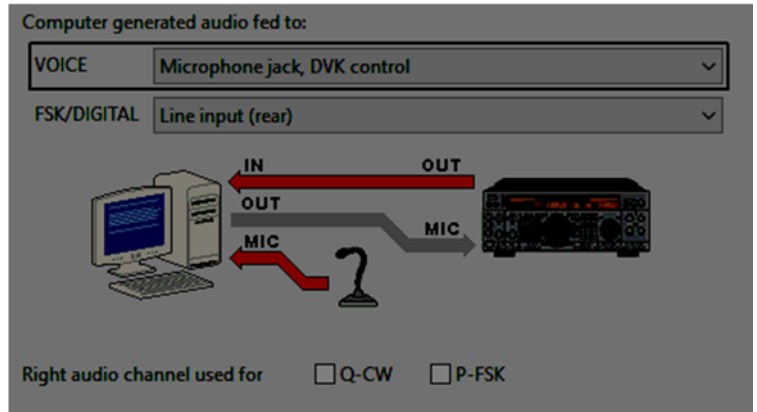 Computer generated audio fed to:
VOICE Microphone jack, DVK control
FSK/DIGITAL Line input (rear)
IN OUT
OUT
MIC
MIC
Right audio channel used for Q-CW P-FSK